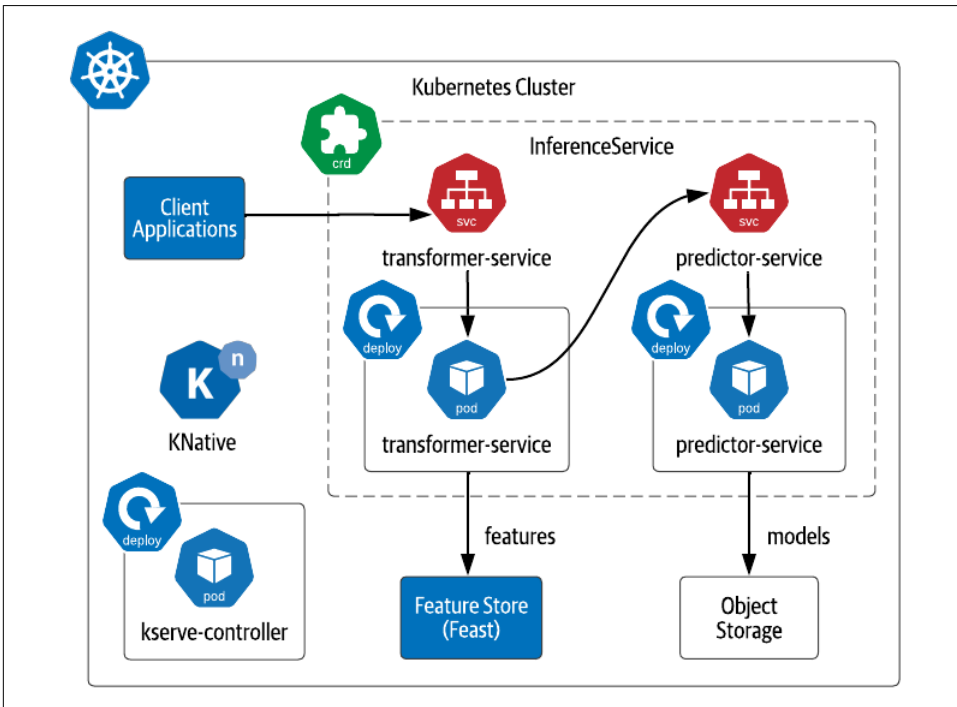 Kubernetes Cluster
crd
InferenceService
Client
Applications
svc
svc
transformer-service
predictor-service
deploy
deploy
pod
pod
transformer-service
predictor-service
K
n
KNative
deploy
pod
kserve-controller
features
models
Feature Store
(Feast)
Object
Storage